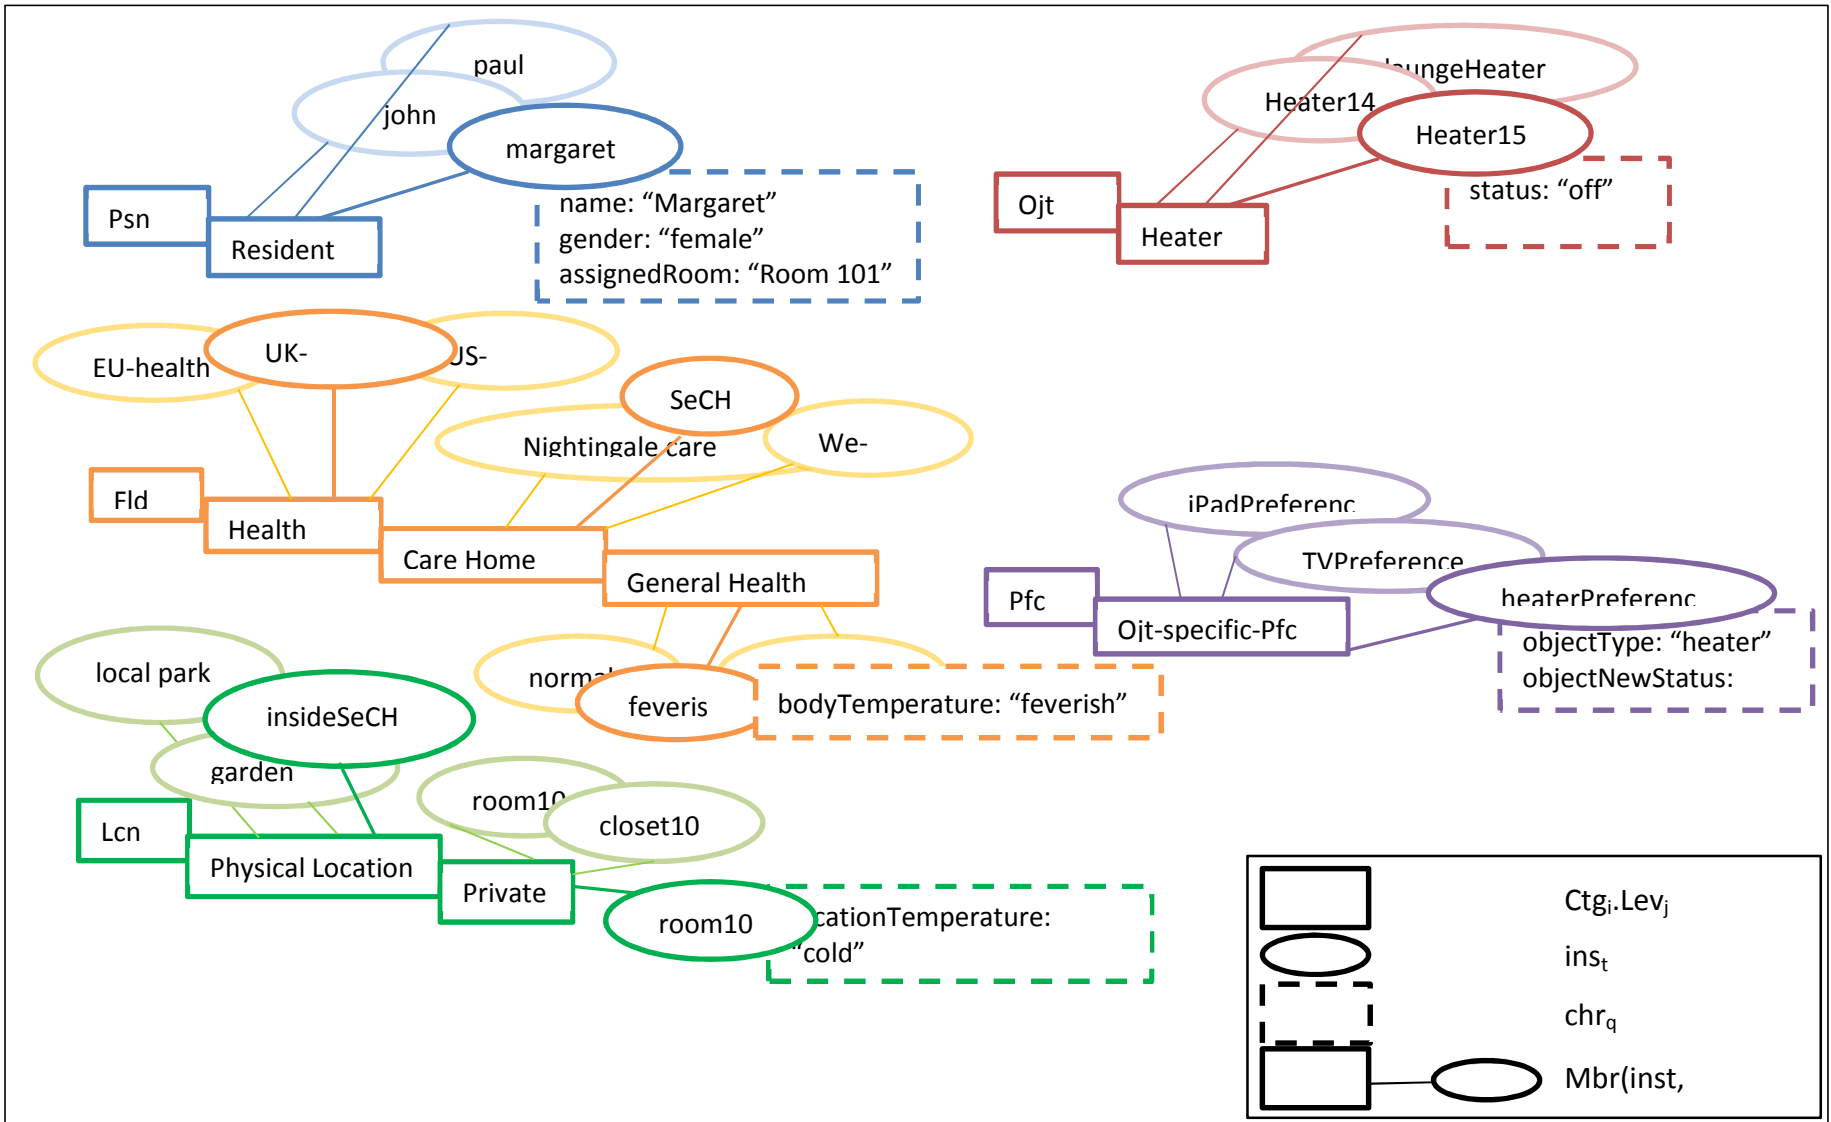 paul
john
margaret
Psn
Resident
name: “Margaret”
gender: “female”
assignedRoom: “Room 101”
loungeHeater
Heater14
Heater15
Ojt
Heater
status: “off”
EU-health
UK-
US-
SeCH
Nightingale care
We-
Fld
Health
Care Home
General Health
normal
feveris
bodyTemperature: “feverish”
iPadPreferenc
TVPreference
heaterPreferenc
Pfc
Ojt-specific-Pfc
objectType: “heater”
objectNewStatus:
local park
insideSeCH
garden
Lcn
Physical Location
Private
room10
closet10
room10
cationTemperature:
“cold”
Ctgi.Levj
inst
chrq
Mbr(inst,